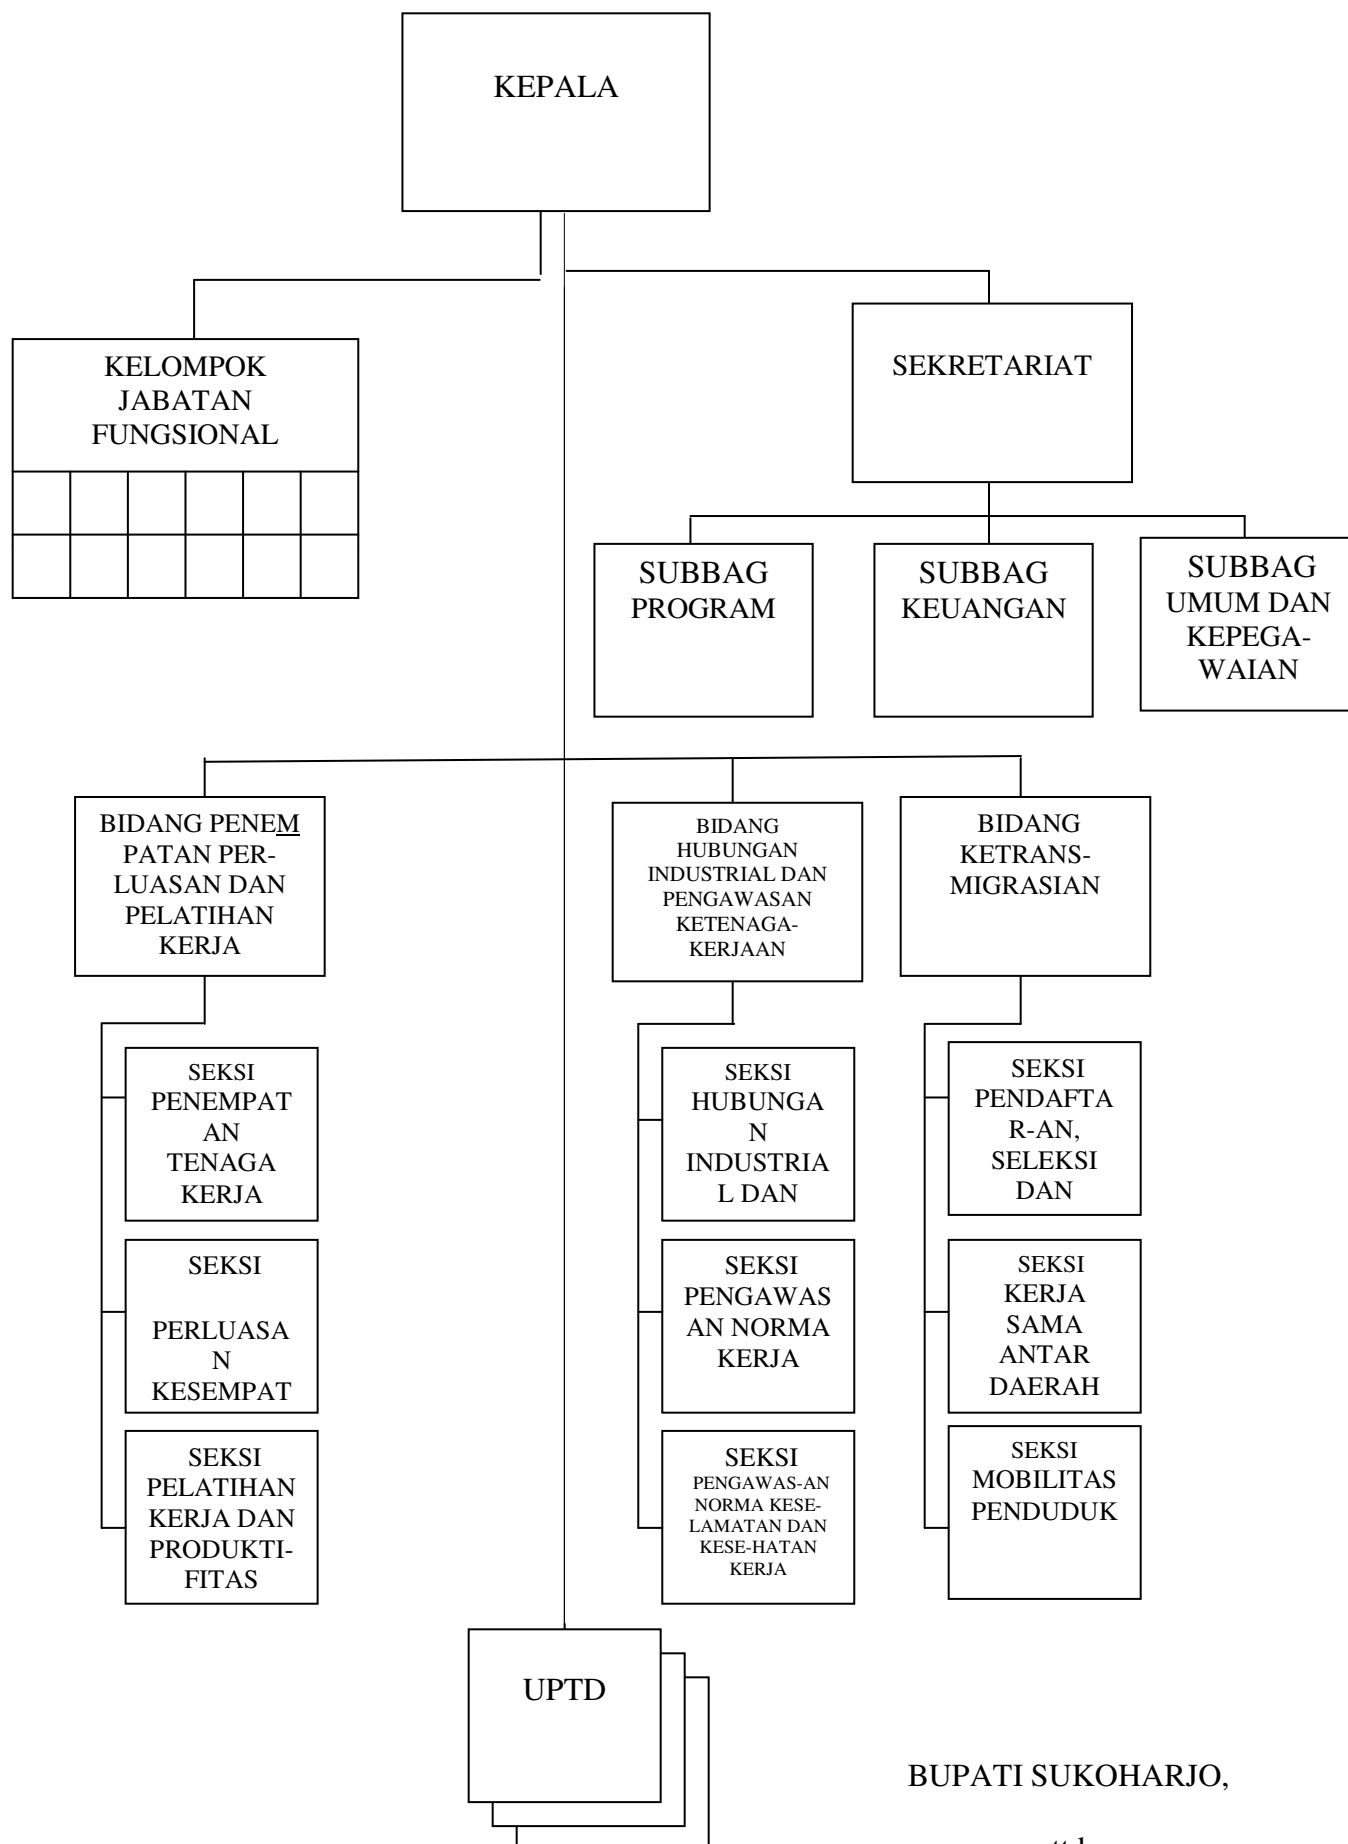 KEPALA
KELOMPOK
JABATAN
FUNGSIONAL
SEKRETARIAT
SUBBAG
PROGRAM
SUBBAG
KEUANGAN
SUBBAG
UMUM DAN
KEPEGA-
WAIAN
BIDANG PENEM
PATAN PER-
LUASAN DAN
PELATIHAN
KERJA
BIDANG
HUBUNGAN
INDUSTRIAL DAN
PENGAWASAN
KETENAGA-
KERJAAN
BIDANG
KETRANS-
MIGRASIAN
SEKSI
PENEMPAT
AN
TENAGA
KERJA
SEKSI
PERLUASA
N
KESEMPAT
SEKSI
PELATIHAN
KERJA DAN
PRODUKTI-
FITAS
SEKSI
HUBUNGA
N
INDUSTRIA
L DAN
SEKSI
PENGAWAS
AN NORMA
KERJA
SEKSI
PENGAWAS-AN
NORMA KESE-
LAMATAN DAN
KESE-HATAN
KERJA
SEKSI
PENDAFTA
R-AN,
SELEKSI
DAN
SEKSI
KERJA
SAMA
ANTAR
DAERAH
SEKSI
MOBILITAS
PENDUDUK
UPTD
BUPATI SUKOHARJO,